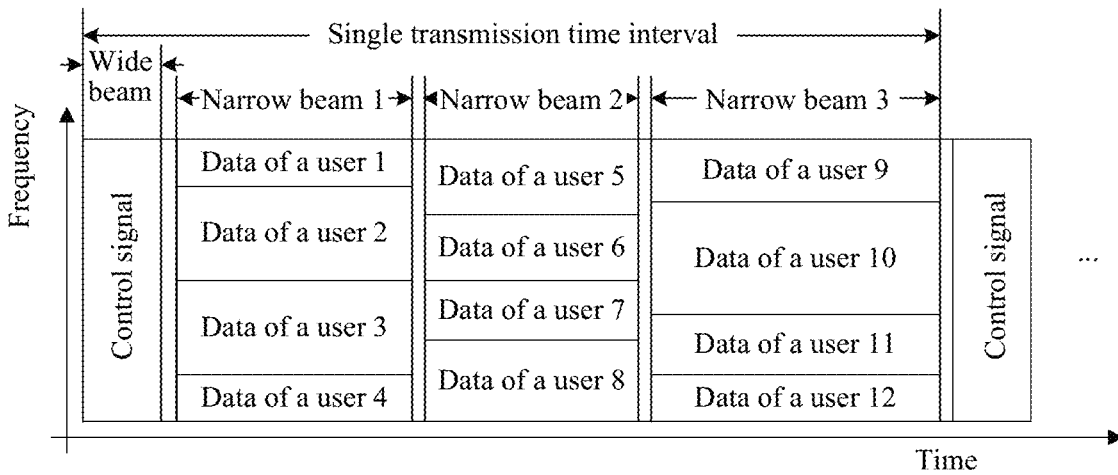 Single transmission time interval
Wide
beam
Narrow beam 1
Narrow beam 2
Narrow beam 3
Frequency
Control signal
Data of a user 1
Data of a user 2
Data of a user 3
Data of a user 4
Data of a user 5
Data of a user 6
Data of a user 7
Data of a user 8
Data of a user 9
Data of a user 10
Data of a user 11
Data of a user 12
Control signal
...
Time